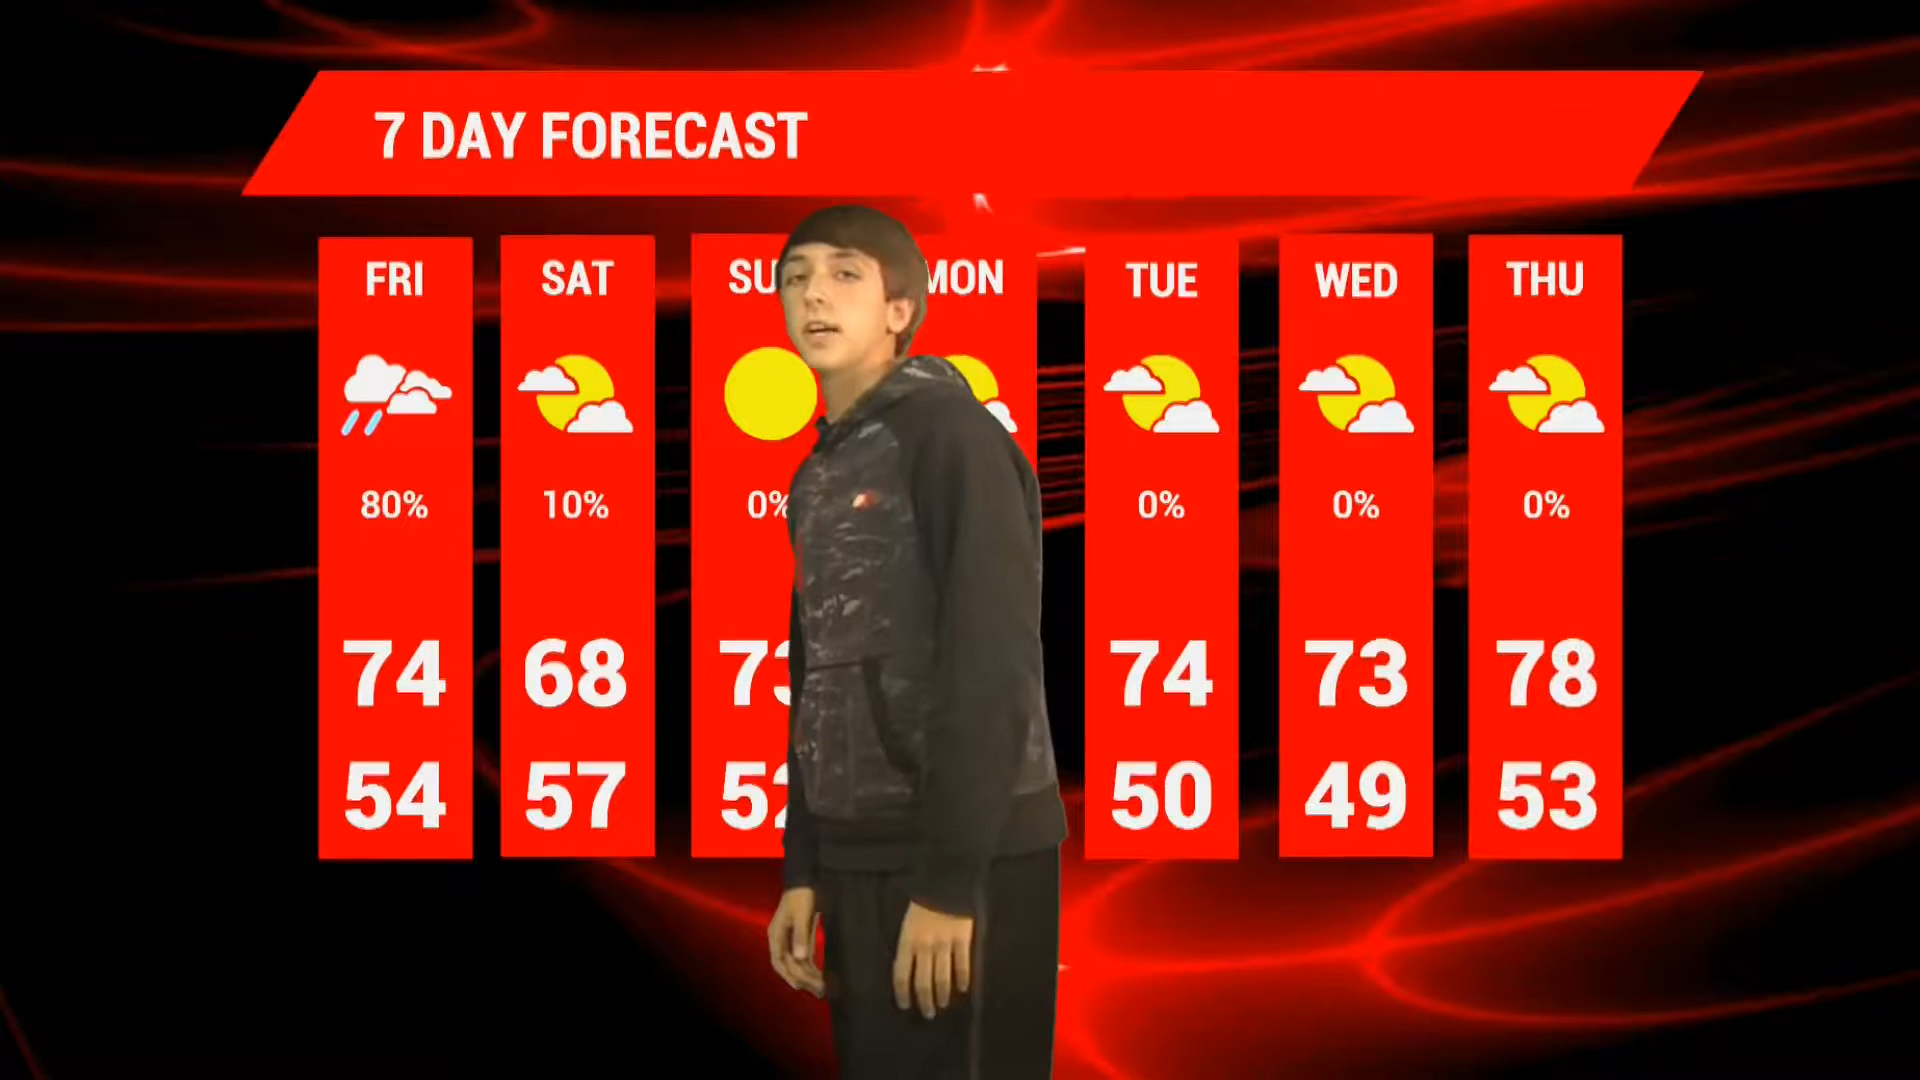 7 DAY FORECAST
FRI SAT MON TUE WED THU
80% 10% 0% 0% 0% 0%
74 68 74 73 78
54 57 50 49 53